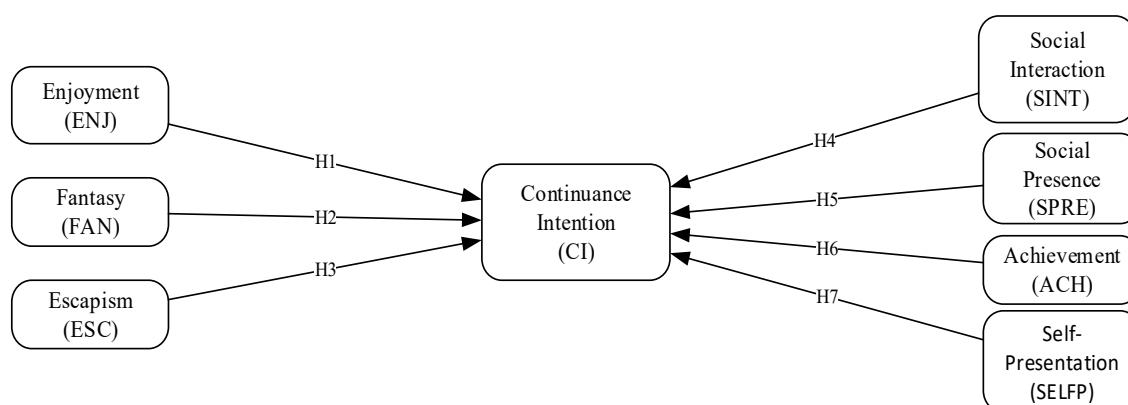 Enjoyment
(ENJ)
Fantasy
(FAN)
Escapism
(ESC)
H1
H2
H3
Continuance
Intention
(CI)
H4
H5
H6
H7
Social
Interaction
(SINT)
Social
Presence
(SPRE)
Achievement
(ACH)
Self-
Presentation
(SELFP)